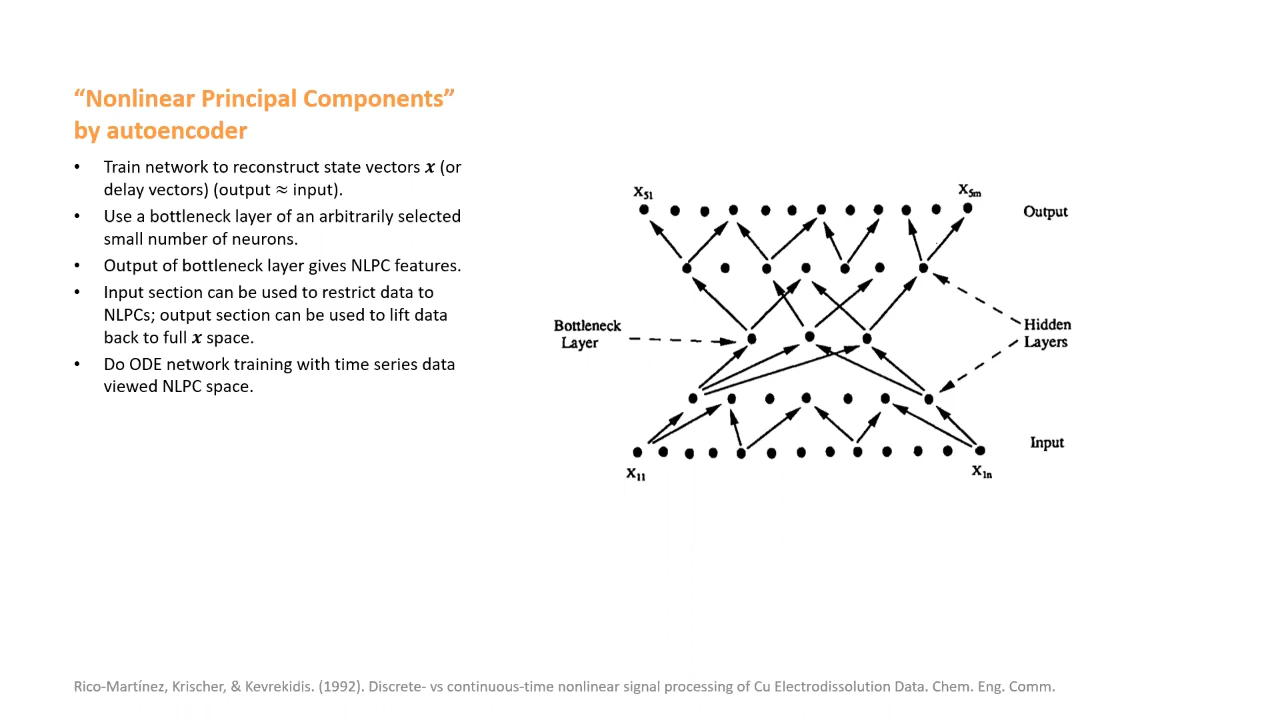 “Nonlinear Principal Components”
by autoencoder
• Train network to reconstruct state vectors x (or
delay vectors) (output ≈ input).
• Use a bottleneck layer of an arbitrarily selected
small number of neurons.
• Output of bottleneck layer gives NLPC features.
• Input section can be used to restrict data to
NLPCs; output section can be used to lift data
back to full x space.
• Do ODE network training with time series data
viewed NLPC space.
X51
X5m
Output
Bottleneck
Layer
Hidden
Layers
Input
X11
X1n
Rico-Martínez, Krischer, & Kevrekidis. (1992). Discrete- vs continuous-time nonlinear signal processing of Cu Electrodissolution Data. Chem. Eng. Comm.